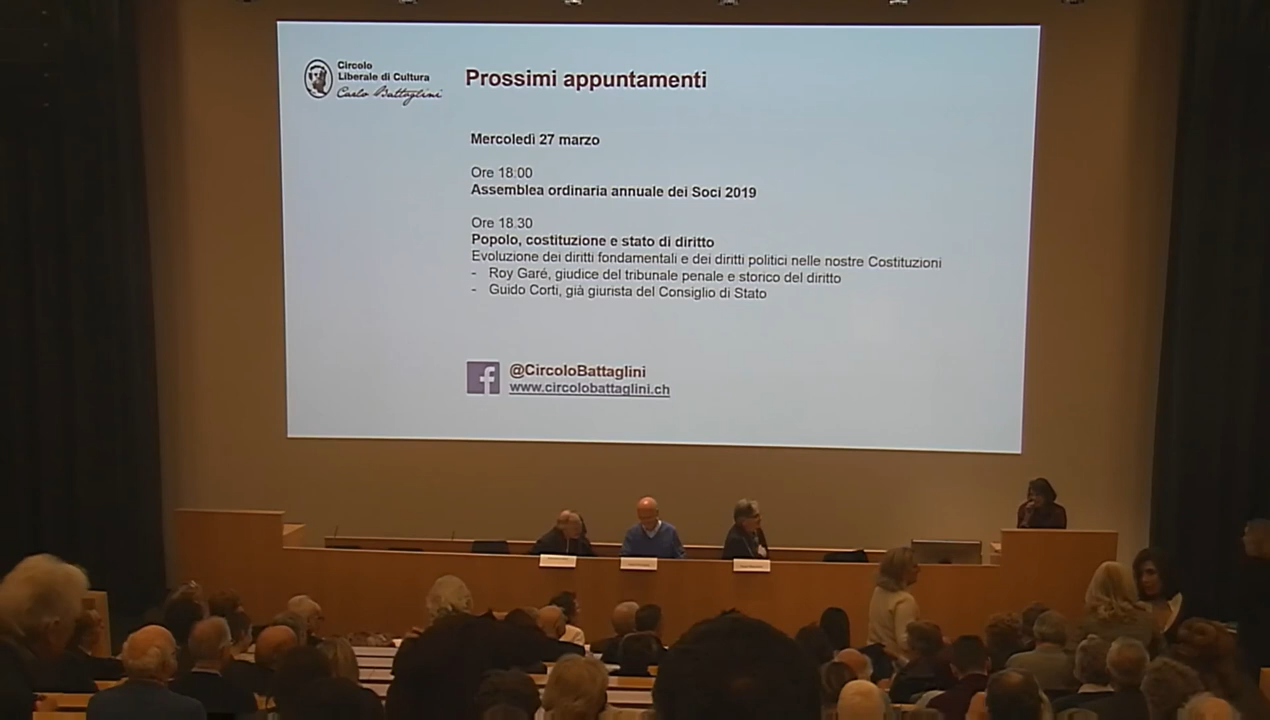 Circolo
Liberale di Cultura
Carlo Battaglini
Prossimi appuntamenti
Mercoledì 27 marzo
Ore 18:00
Assemblea ordinaria annuale dei Soci 2019
Ore 18.30
Popolo, costituzione e stato di diritto
Evoluzione dei diritti fondamentali e dei diritti politici nelle nostre Costituzioni
- Roy Garé, giudice del tribunale penale e storico del diritto
- Guido Corti, già giurista del Consiglio di Stato
@CircoloBattaglini
www.circolobattaglini.ch